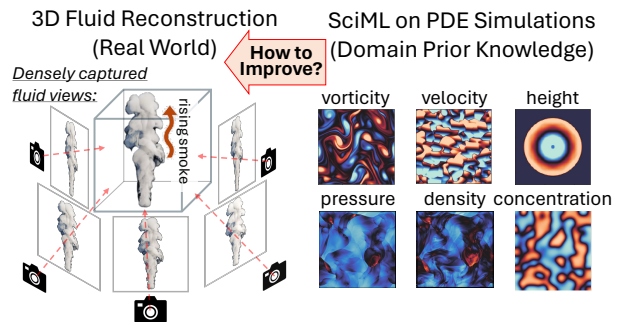 3D Fluid Reconstruction
(Real World)
How to
Improve?
SciML on PDE Simulations
(Domain Prior Knowledge)
Densely captured
fluid views:
rising smoke
vorticity velocity height
pressure density concentration